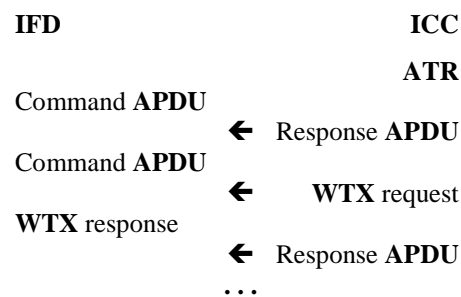 IFD ICC
ATR
Command APDU
🡸 Response APDU
Command APDU
🡸 WTX request
WTX response
🡸 Response APDU
. . .